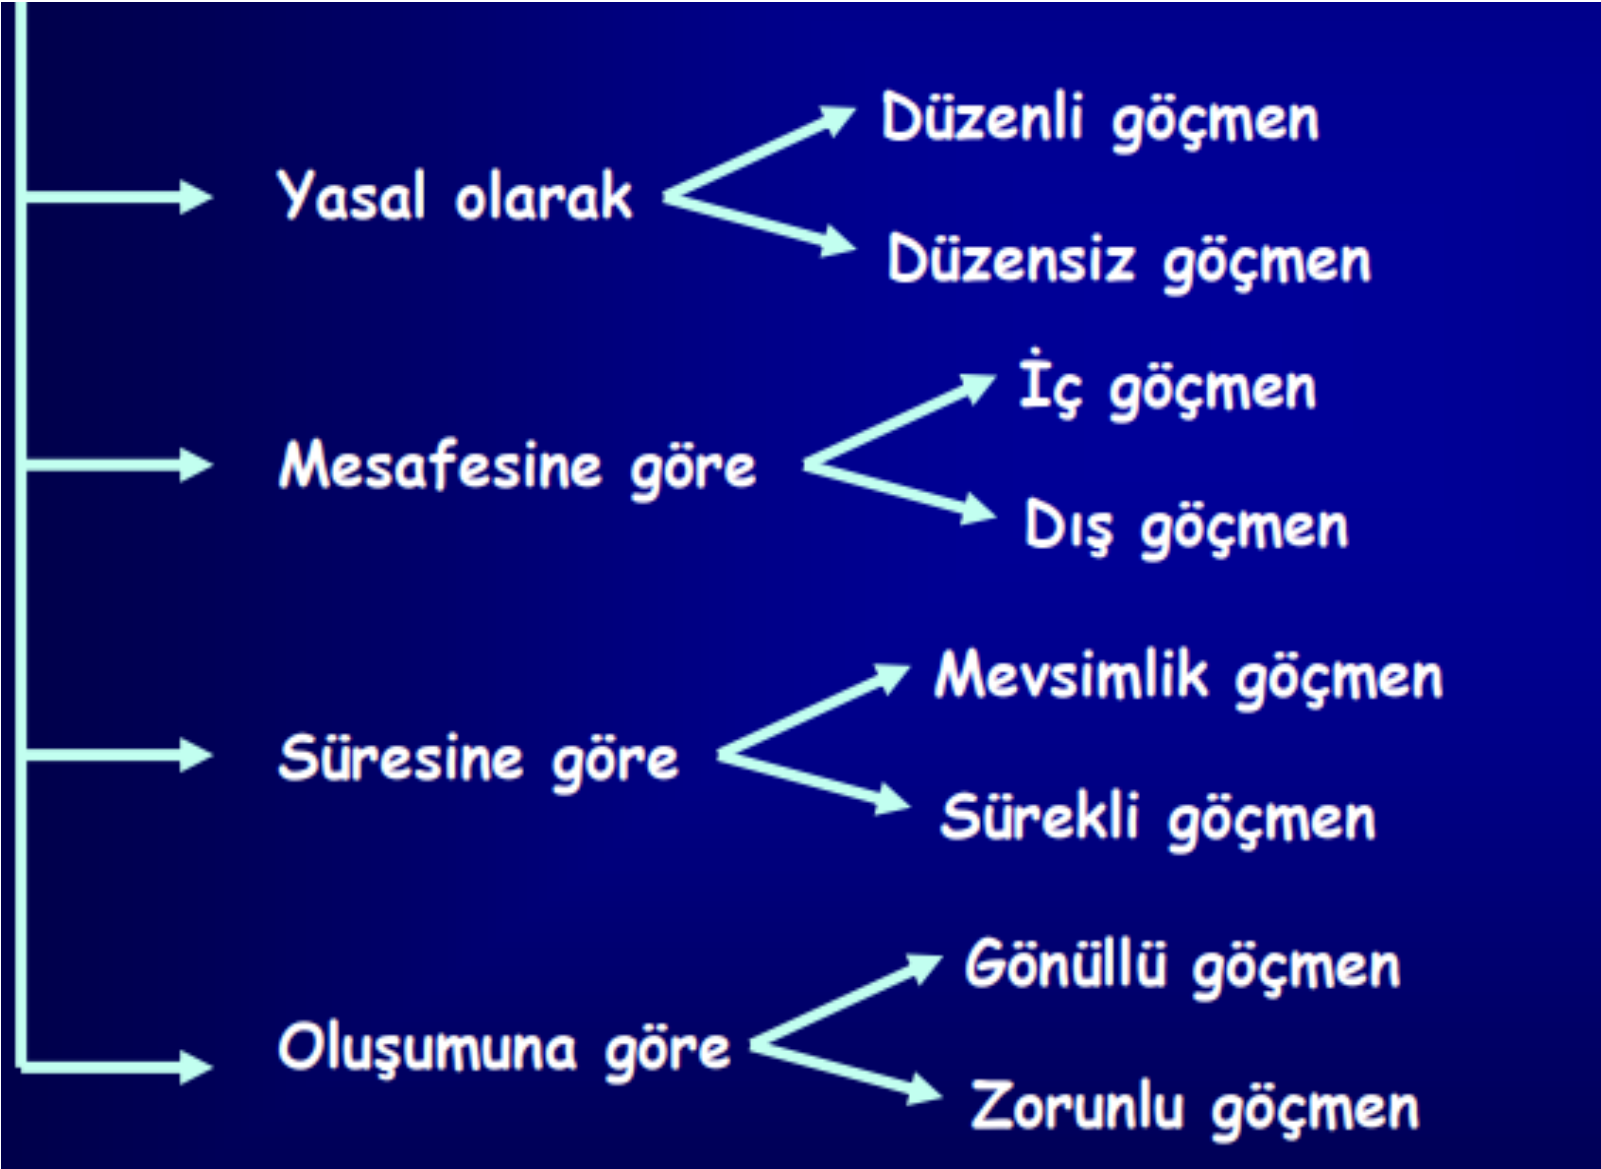 Yasal olarak
Düzenli göçmen
Düzensiz göçmen
Mesafesine göre
İç göçmen
Dış göçmen
Süresine göre
Mevsimlik göçmen
Sürekli göçmen
Oluşumuna göre
Gönüllü göçmen
Zorunlu göçmen